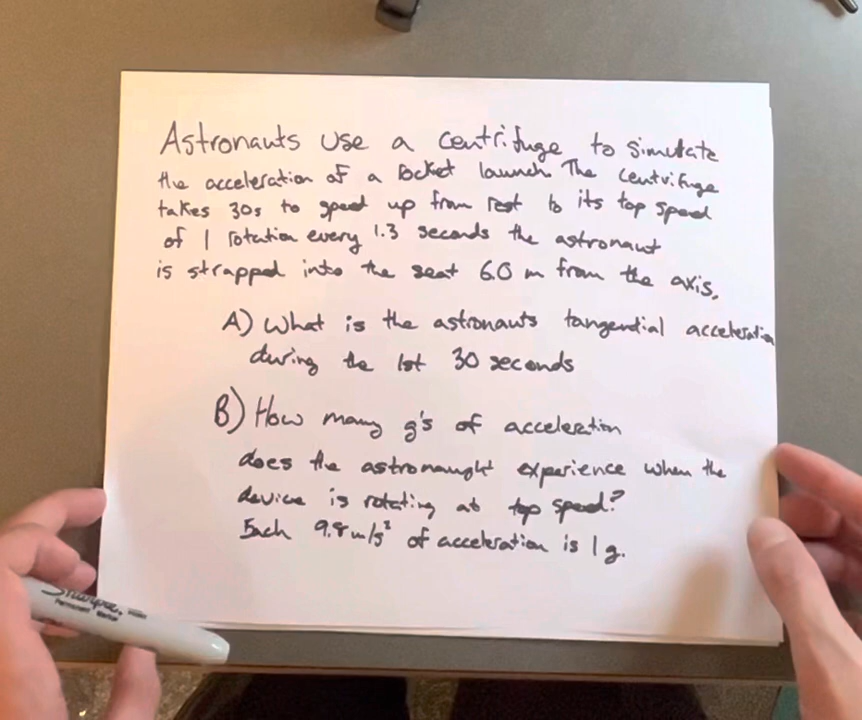 Astronauts use a centrifuge to simulate
the acceleration of a rocket launch. The centrifuge
takes 30s to speed up from rest to its top speed
of 1 rotation every 1.3 seconds the astronaut
is strapped into the seat 6.0 m from the axis.
A) What is the astronauts tangential acceleration
during the 1st 30 seconds
B) How many g's of acceleration
does the astronaught experience when the
device is rotating at top speed?
Each 9.8 m/s² of acceleration is 1 g.
Sharpie.
Permanent Marker